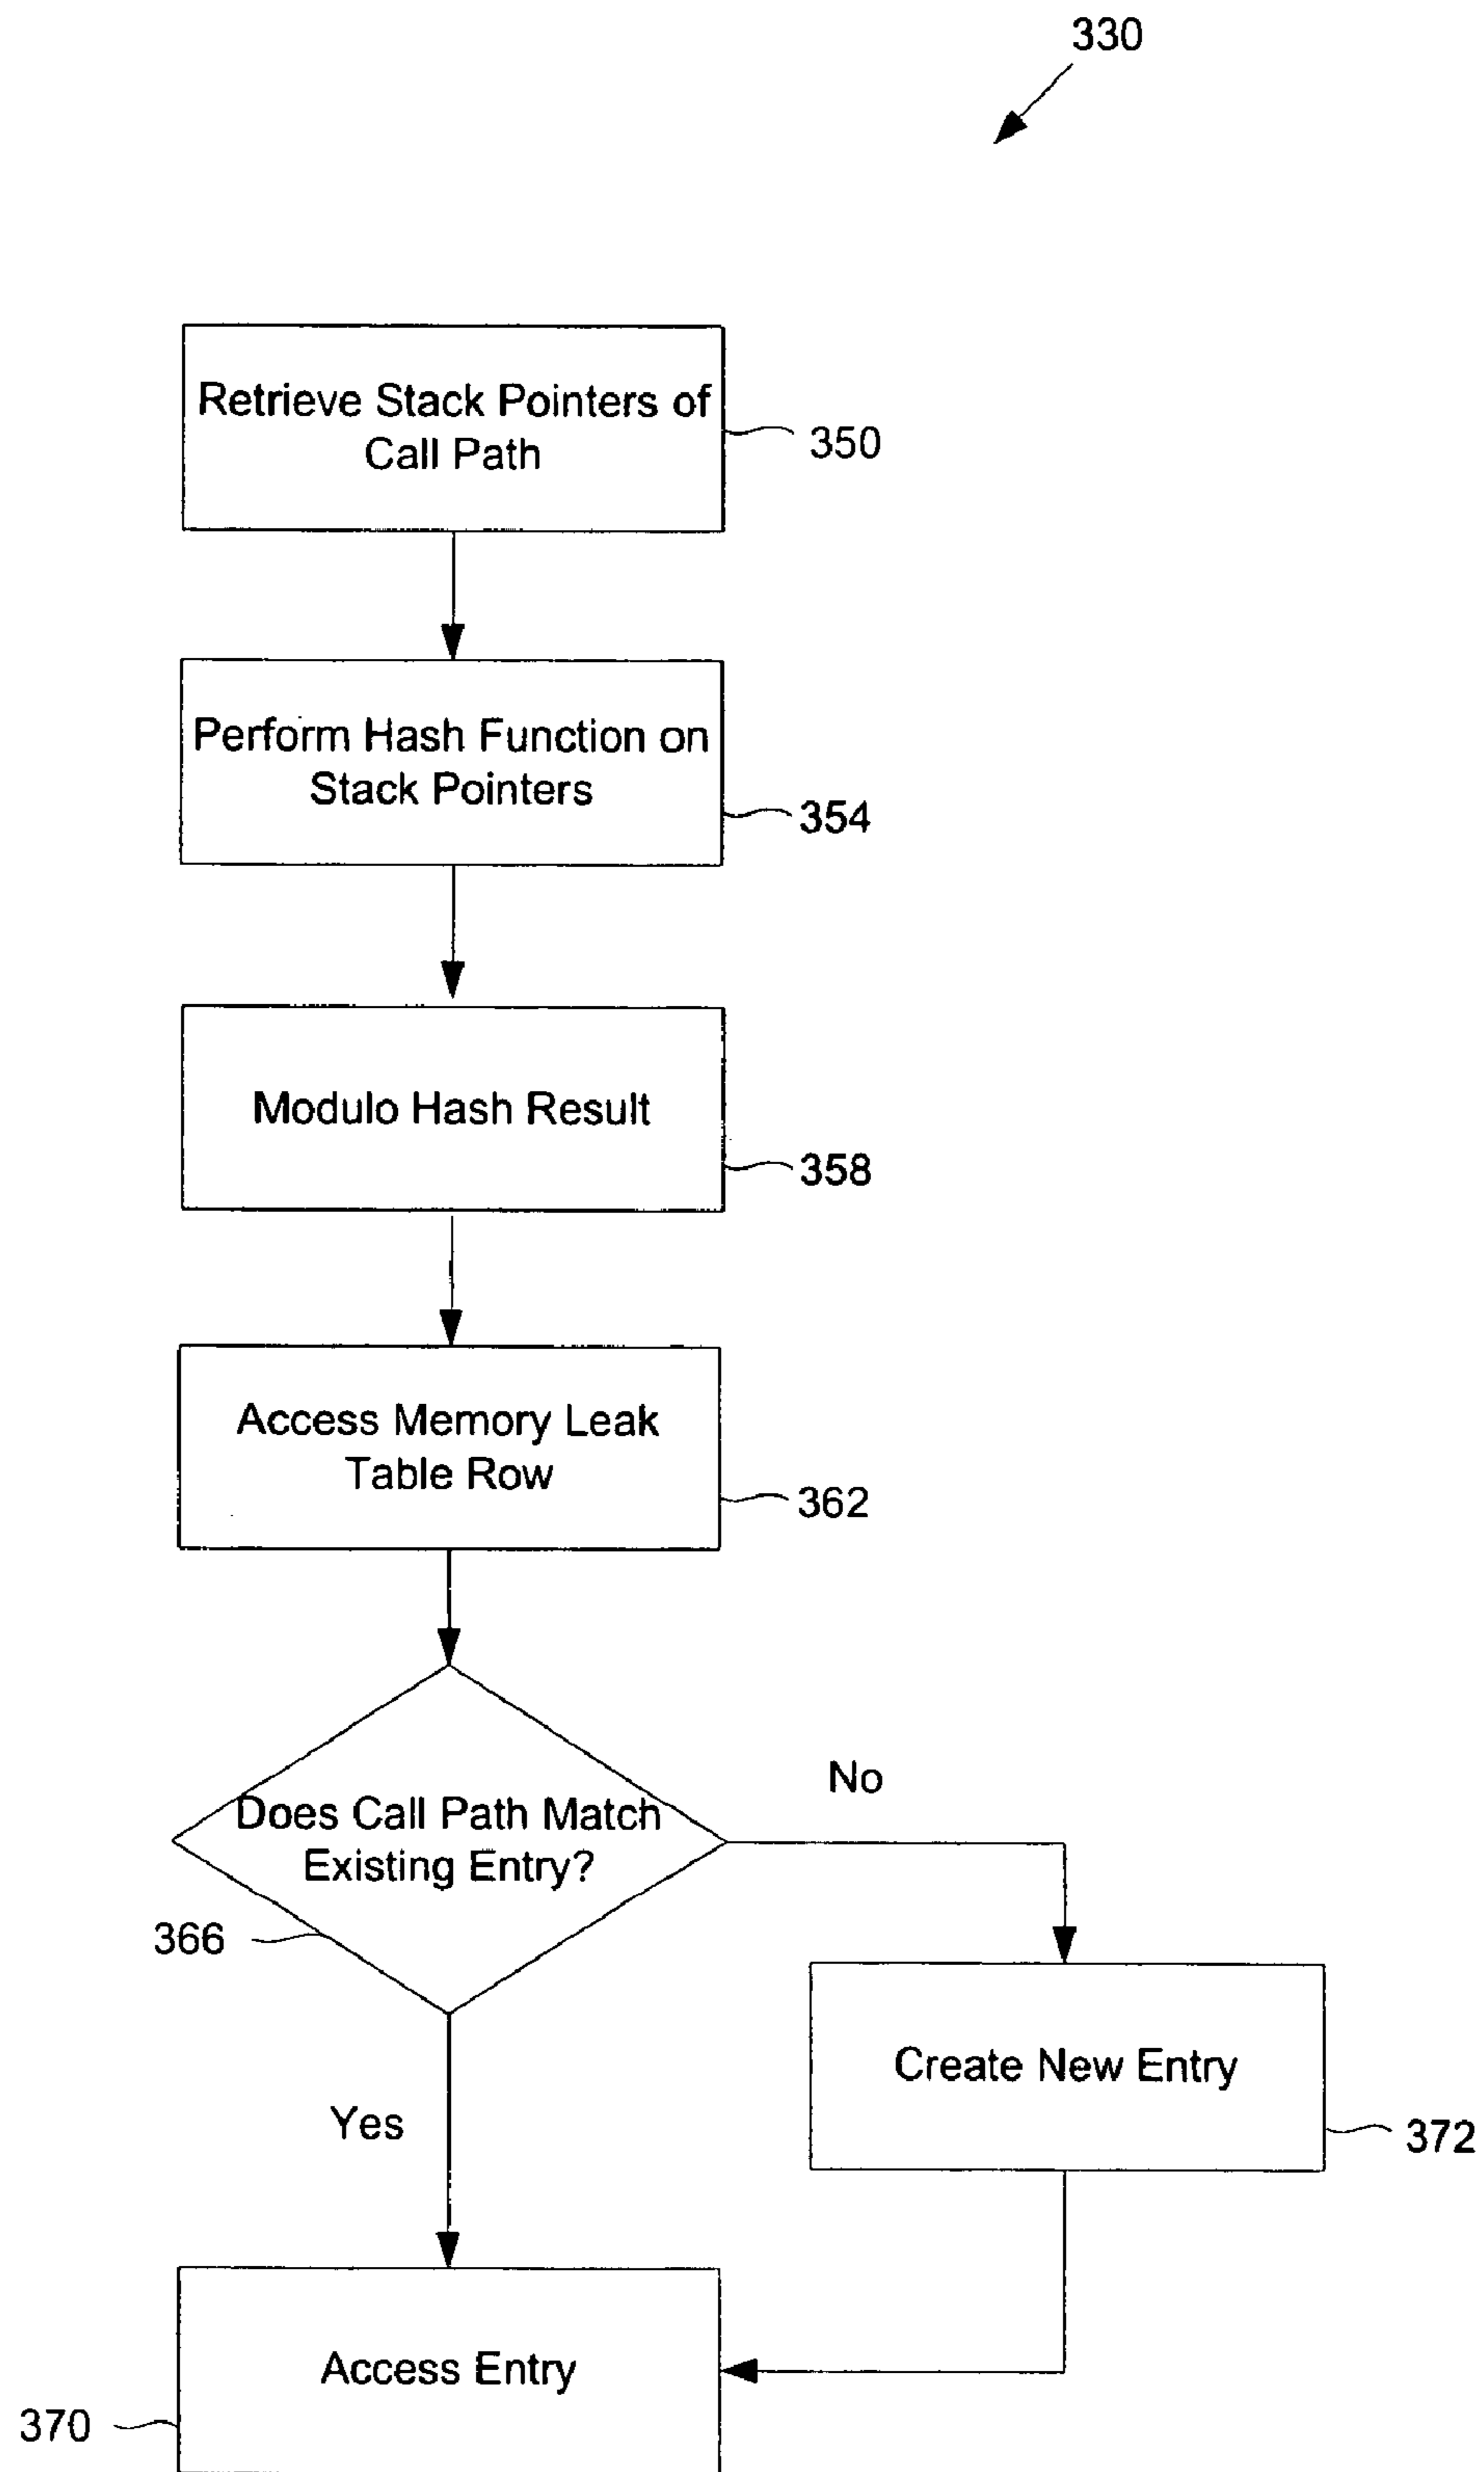 330
Retrieve Stack Pointers of
Call Path
350
Perform Hash Function on
Stack Pointers
354
Modulo Hash Result
358
Access Memory Leak
Table Row
362
Does Call Path Match
Existing Entry?
366
No
Create New Entry
372
Yes
Access Entry
370